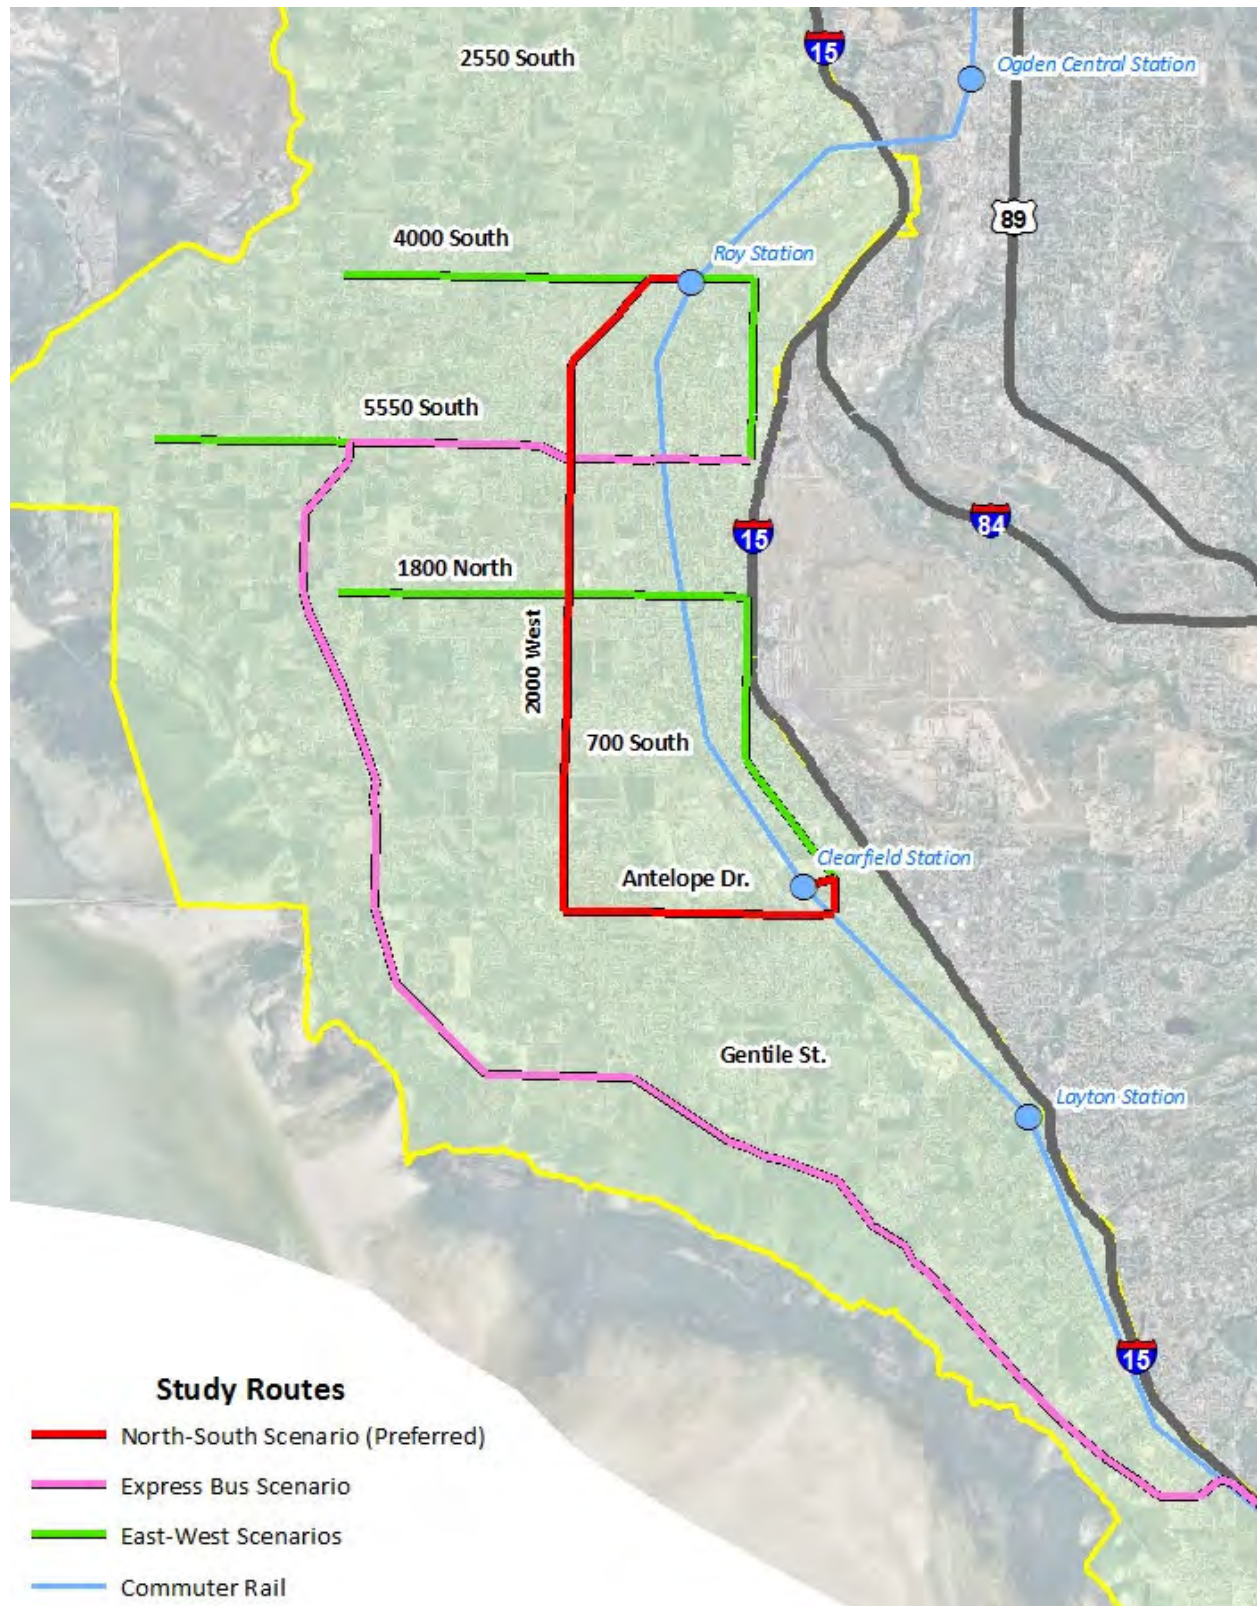 2550 South
15
Ogden Central Station
89
4000 South
Roy Station
5550 South
84
15
1800 North
2000 West
700 South
Clearfield Station
Antelope Dr.
Gentile St.
Layton Station
15
Study Routes
North-South Scenario (Preferred)
Express Bus Scenario
East-West Scenarios
Commuter Rail